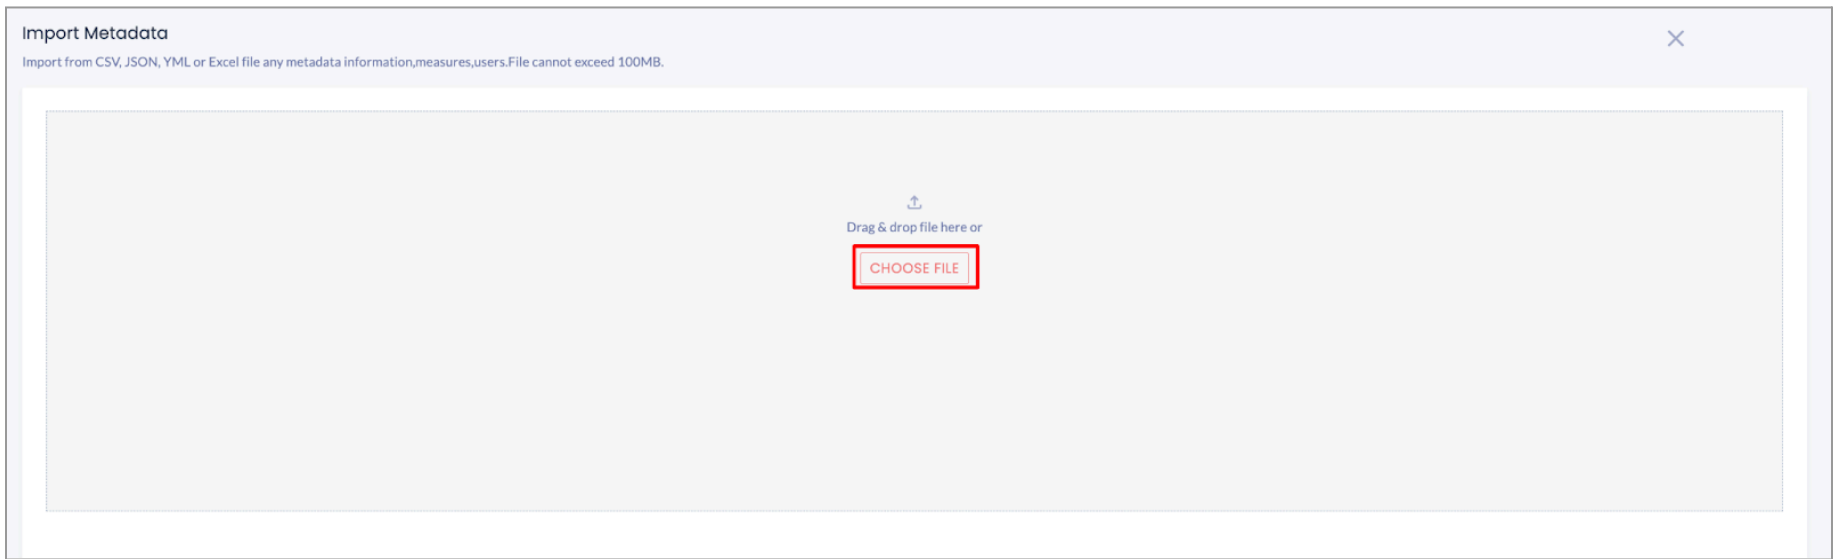 Import Metadata
Import from CSV, JSON, YML or Excel file any metadata information,measures,users.File cannot exceed 100MB.
Drag & drop file here or
CHOOSE FILE